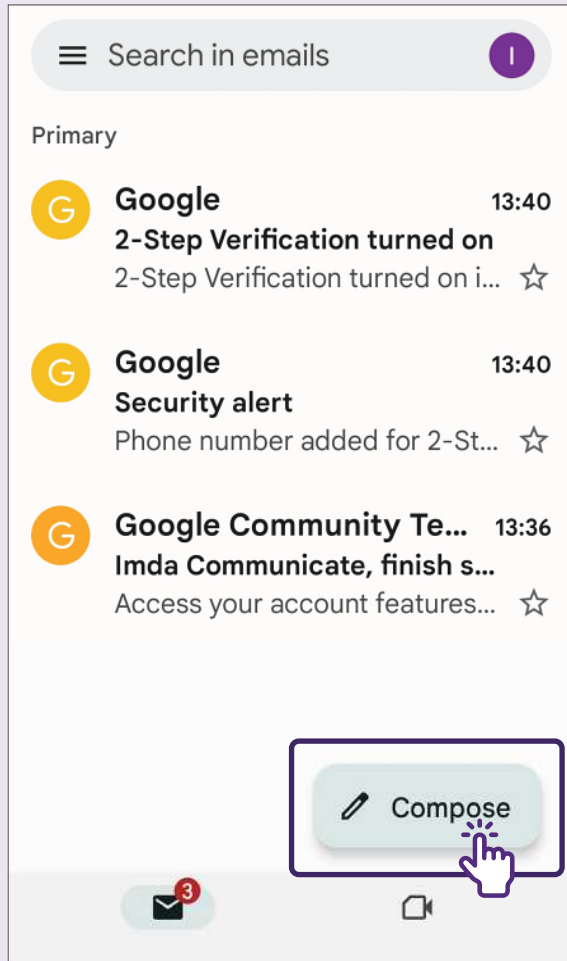 Search in emails
I
Primary
G
Google 13:40
2-Step Verification turned on
2-Step Verification turned on i...
G
Google 13:40
Security alert
Phone number added for 2-St...
G
Google Community Te... 13:36
Imda Communicate, finish s...
Access your account features...
Compose
3